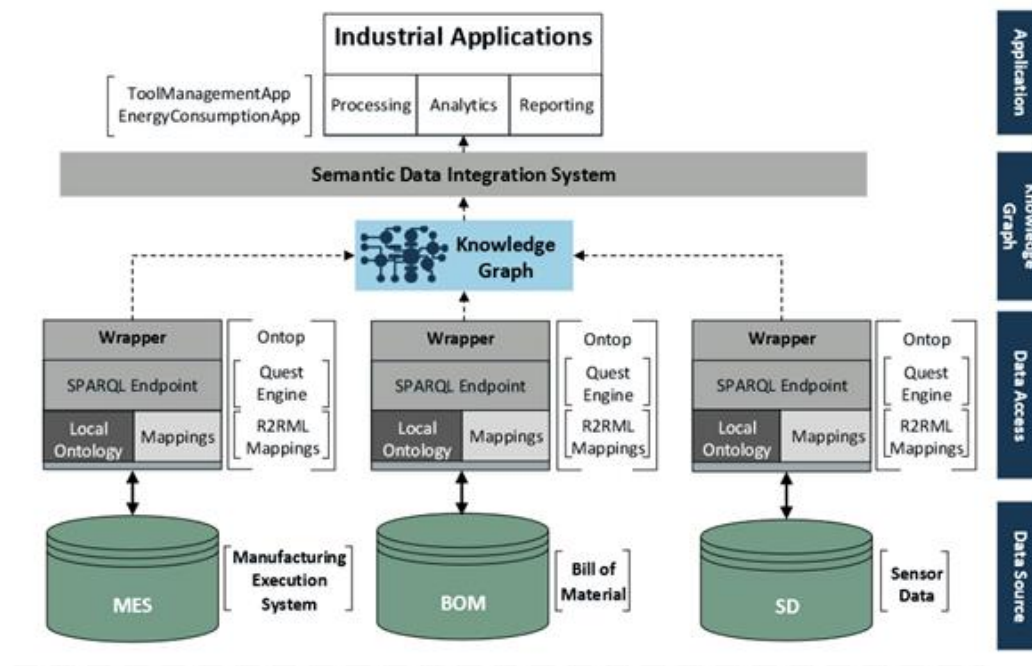 Industrial Applications
Processing
Analytics
Reporting
ToolManagementApp
EnergyConsumptionApp
Application
Semantic Data Integration System
Knowledge
Graph
Knowledge
Graph
Wrapper
SPARQL Endpoint
Local
Ontology
Mappings
Ontop
Quest
Engine
R2RML
Mappings
Wrapper
SPARQL Endpoint
Local
Ontology
Mappings
Ontop
Quest
Engine
R2RML
Mappings
Wrapper
SPARQL Endpoint
Local
Ontology
Mappings
Ontop
Quest
Engine
R2RML
Mappings
Data Access
MES
Manufacturing
Execution
System
BOM
Bill of
Material
SD
Sensor
Data
Data Source